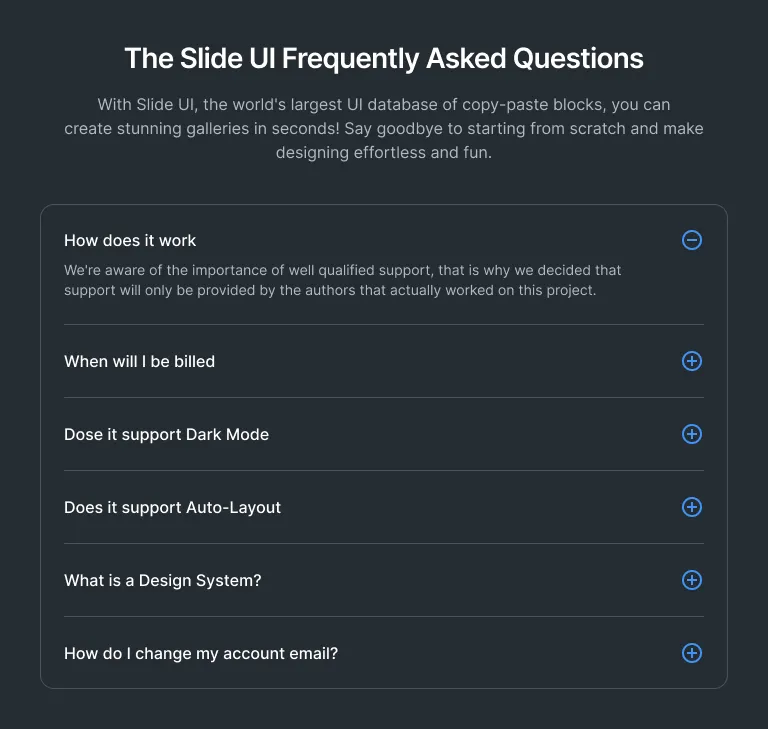 The Slide UI Frequently Asked Questions
With Slide UI, the world's largest UI database of copy-paste blocks, you can
create stunning galleries in seconds! Say goodbye to starting from scratch and make
designing effortless and fun.
How does it work
We're aware of the importance of well qualified support, that is why we decided that
support will only be provided by the authors that actually worked on this project.
When will I be billed
Dose it support Dark Mode
Does it support Auto-Layout
What is a Design System?
How do I change my account email?